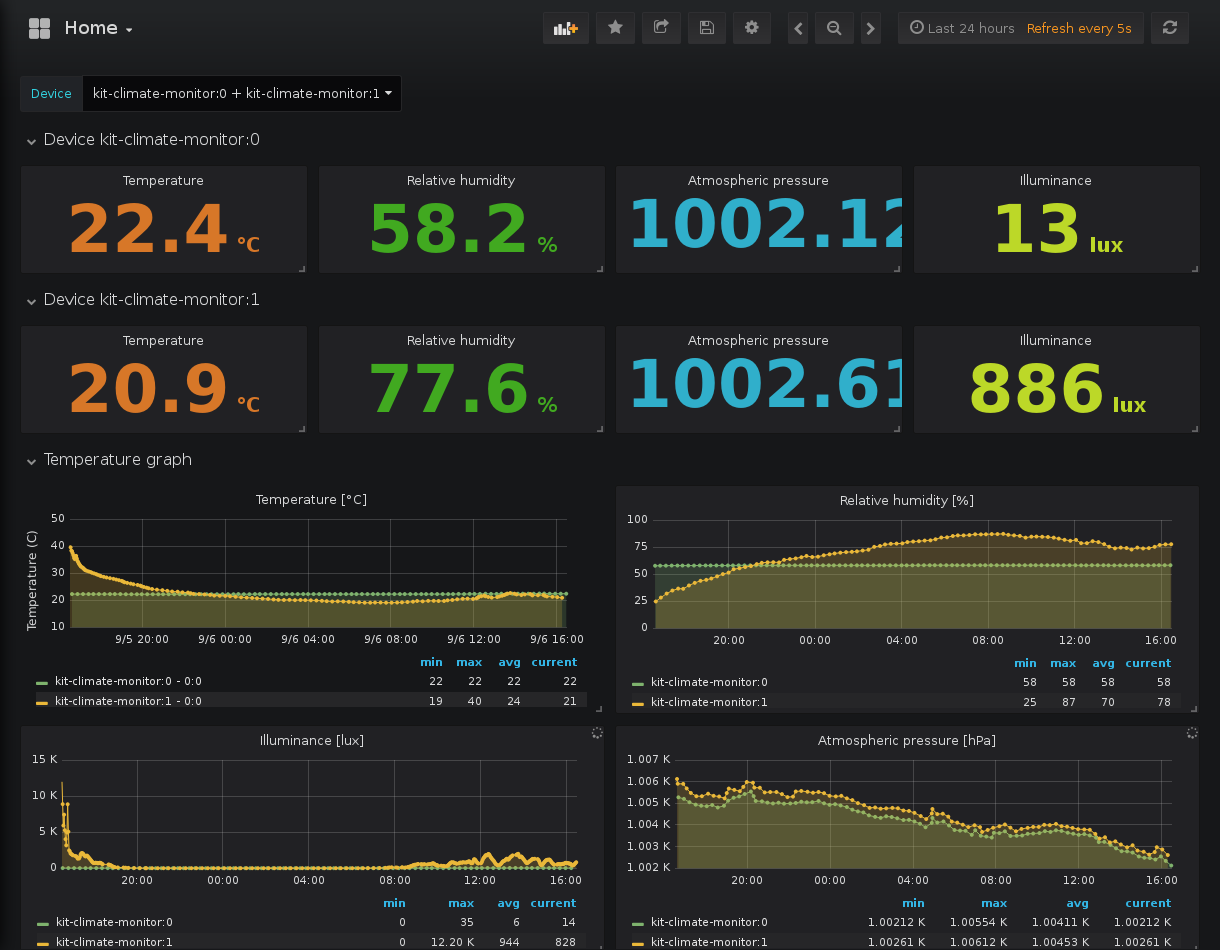 Home
Last 24 hours Refresh every 5s
Device kit-climate-monitor:0 + kit-climate-monitor:1
Device kit-climate-monitor:0
Temperature Relative humidity Atmospheric pressure Illuminance
22.4 °C 58.2 % 1002.12 13 lux
Device kit-climate-monitor:1
Temperature Relative humidity Atmospheric pressure Illuminance
20.9 °C 77.6 % 1002.61 886 lux
Temperature graph
Temperature [°C]
Temperature (C)
50
40
30
20
10
9/5 20:00 9/6 00:00 9/6 04:00 9/6 08:00 9/6 12:00 9/6 16:00
min max avg current
kit-climate-monitor:0 - 0:0 22 22 22 22
kit-climate-monitor:1 - 0:0 19 40 24 21
Relative humidity [%]
100
75
50
25
0
20:00 00:00 04:00 08:00 12:00 16:00
min max avg current
kit-climate-monitor:0 58 58 58 58
kit-climate-monitor:1 25 87 70 78
Illuminance [lux]
15 K
10 K
5 K
0
20:00 00:00 04:00 08:00 12:00 16:00
min max avg current
kit-climate-monitor:0 0 35 6 14
kit-climate-monitor:1 0 12.20 K 944 828
Atmospheric pressure [hPa]
1.007 K
1.006 K
1.005 K
1.004 K
1.003 K
1.002 K
20:00 00:00 04:00 08:00 12:00 16:00
min max avg current
kit-climate-monitor:0 1.00212 K 1.00554 K 1.00411 K 1.00212 K
kit-climate-monitor:1 1.00261 K 1.00612 K 1.00453 K 1.00261 K